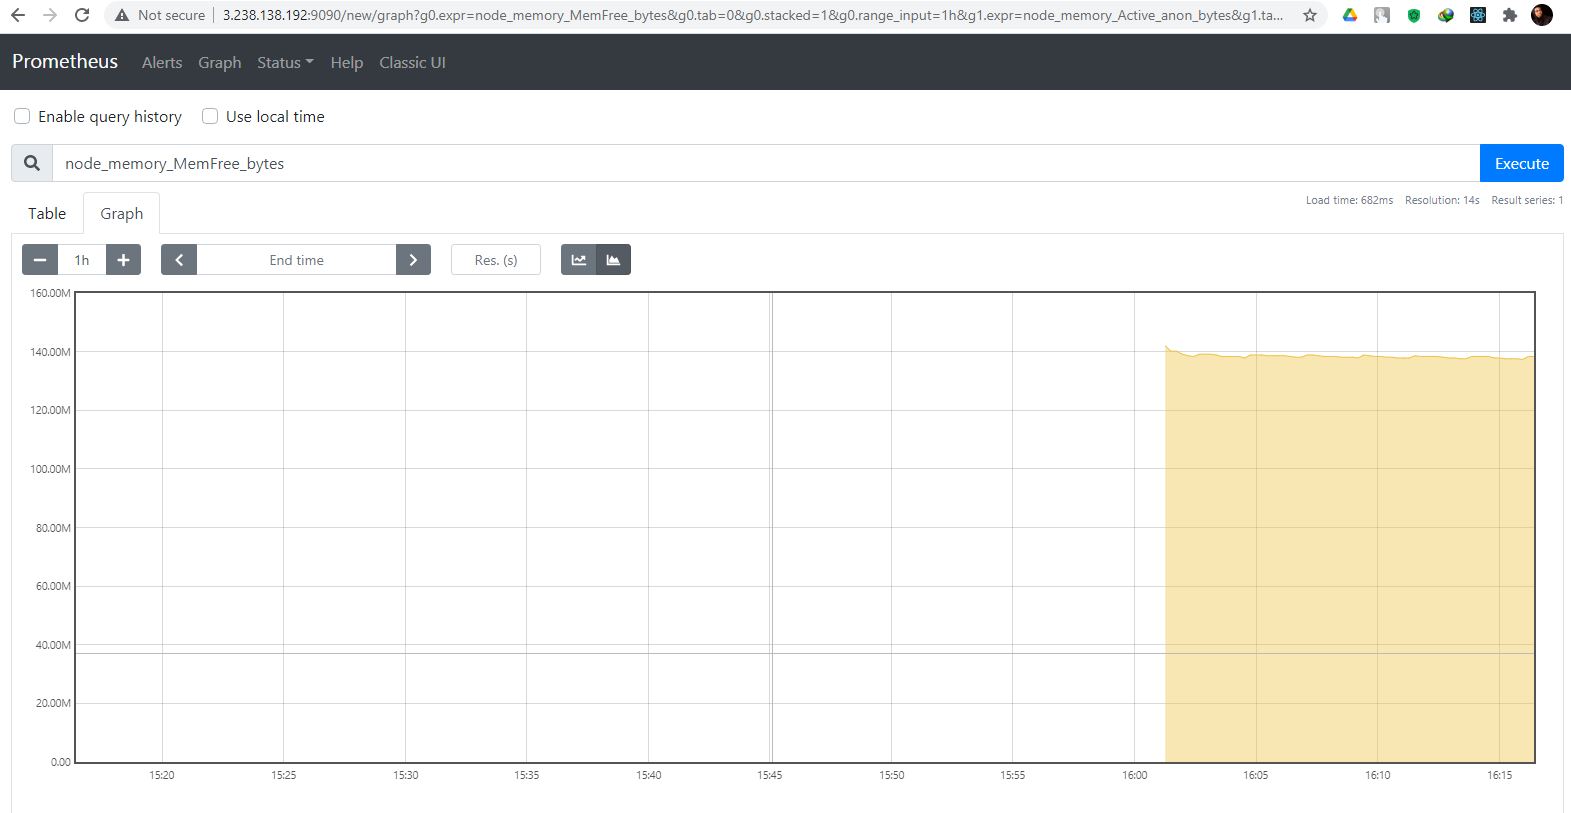 Not secure | 3.238.138.192:9090/new/graph?g0.expr=node_memory_MemFree_bytes&g0.tab=0&g0.stacked=1&g0.range_input=1h&g1.expr=node_memory_Active_anon_bytes&g1.ta...
Prometheus Alerts Graph Status Help Classic UI
Enable query history Use local time
node_memory_MemFree_bytes Execute
Load time: 682ms Resolution: 14s Result series: 1
Table Graph
1h End time Res. (s)
160.00M
140.00M
120.00M
100.00M
80.00M
60.00M
40.00M
20.00M
0.00
15:20 15:25 15:30 15:35 15:40 15:45 15:50 15:55 16:00 16:05 16:10 16:15